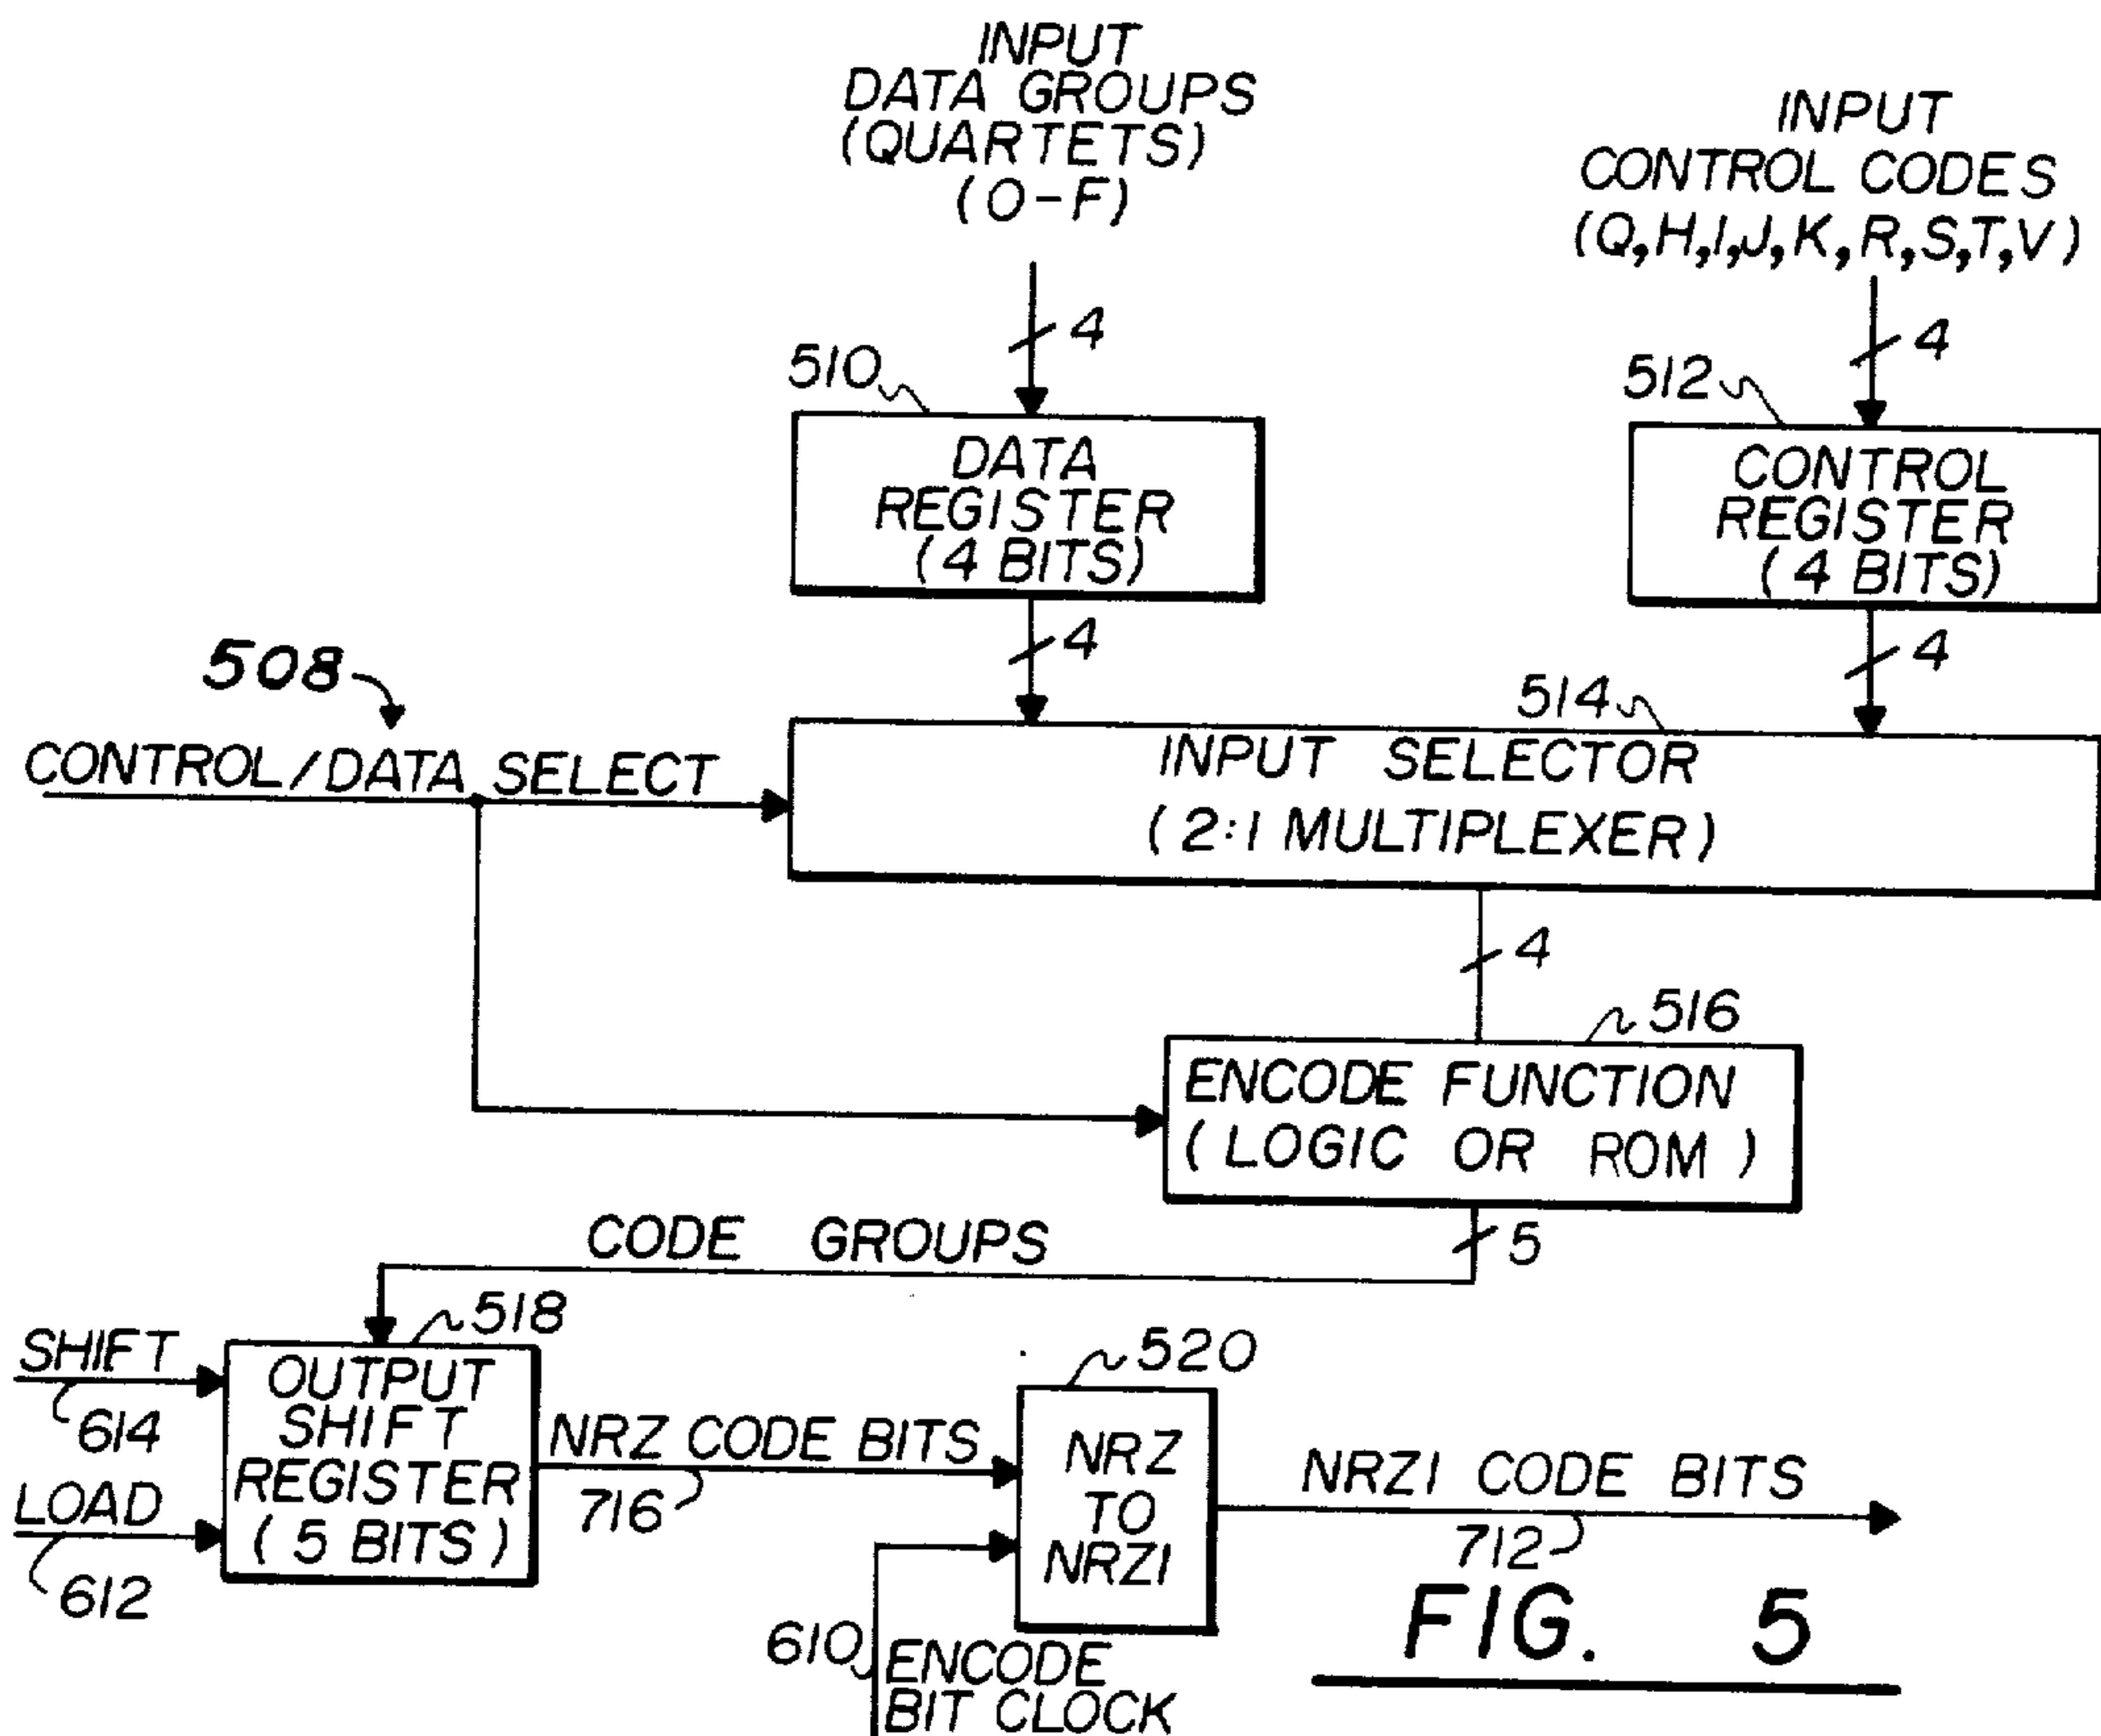 INPUT
DATA GROUPS
(QUARTETS)
(0-F)
INPUT
CONTROL CODES
(Q,H,I,J,K,R,S,T,V)
4
4
510
512
DATA
REGISTER
(4 BITS)
CONTROL
REGISTER
(4 BITS)
4
4
508
514
CONTROL/DATA SELECT
INPUT SELECTOR
(2:1 MULTIPLEXER)
4
516
ENCODE FUNCTION
(LOGIC OR ROM)
5
CODE GROUPS
518
520
SHIFT
614
LOAD
612
OUTPUT
SHIFT
REGISTER
(5 BITS)
NRZ CODE BITS
716
NRZ
TO
NRZI
NRZI CODE BITS
712
610
ENCODE
BIT CLOCK
FIG. 5